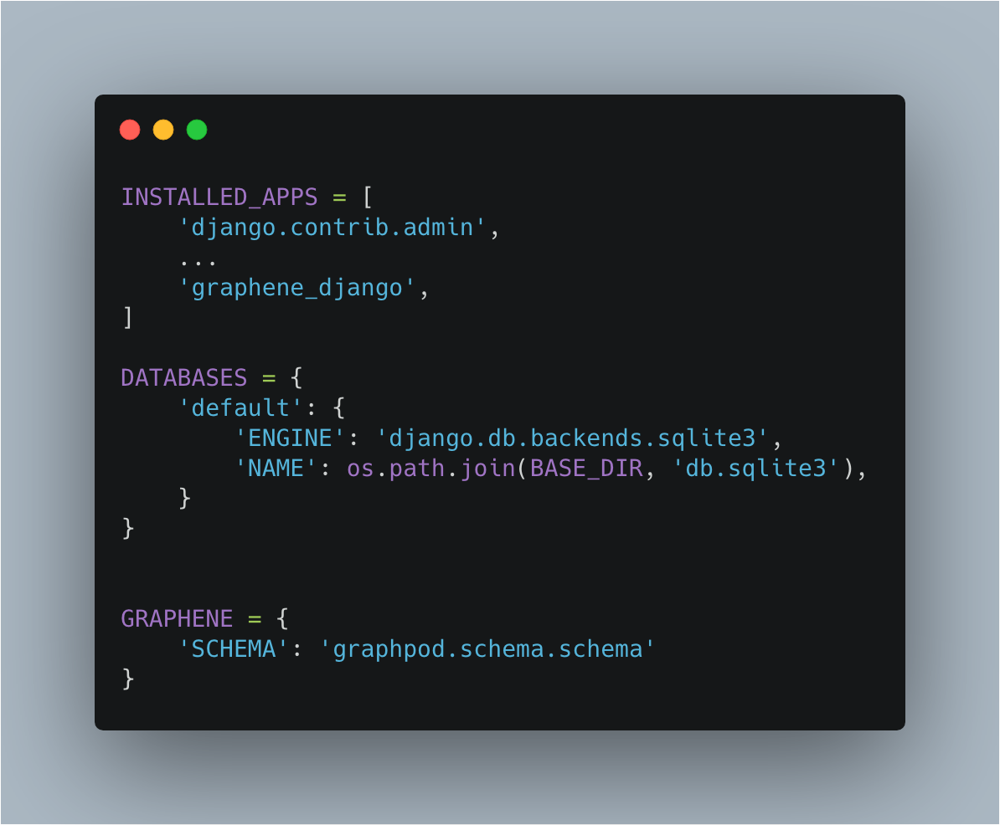 INSTALLED_APPS = [
    'django.contrib.admin',
    ...
    'graphene_django',
]

DATABASES = {
    'default': {
        'ENGINE': 'django.db.backends.sqlite3',
        'NAME': os.path.join(BASE_DIR, 'db.sqlite3'),
    }
}


GRAPHENE = {
    'SCHEMA': 'graphpod.schema.schema'
}